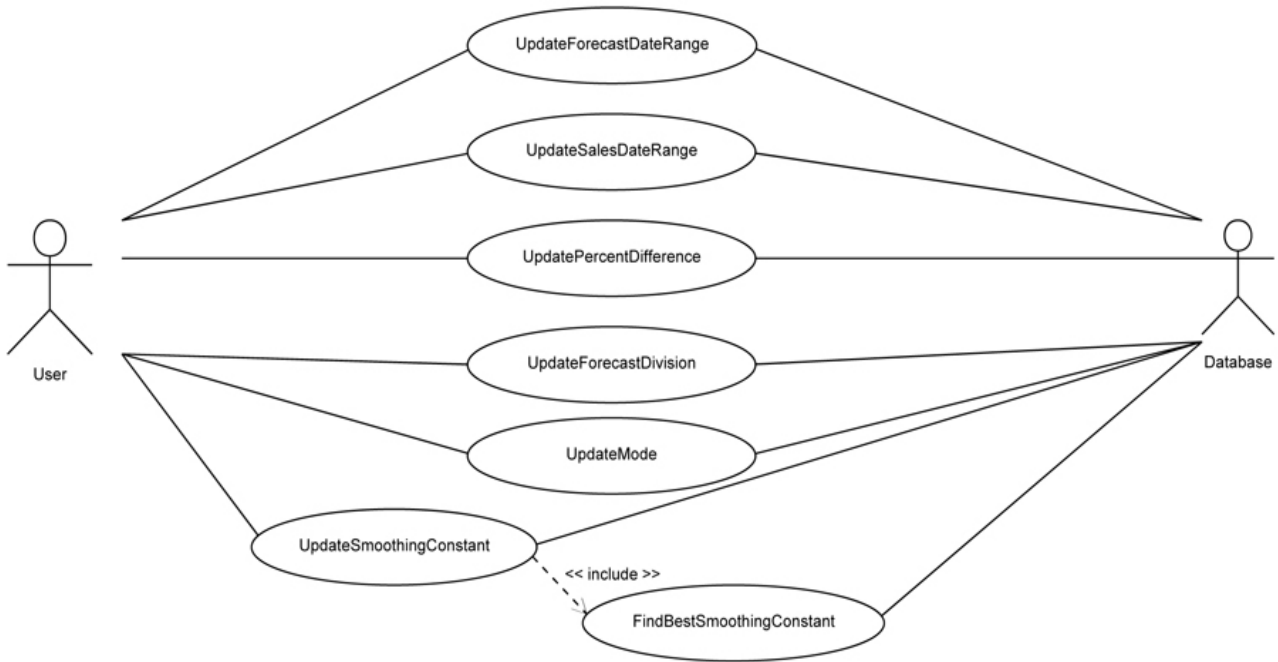 UpdateForecastDateRange
UpdateSalesDateRange
UpdatePercentDifference
UpdateForecastDivision
User
Database
UpdateMode
UpdateSmoothingConstant
<< include >>
FindBestSmoothingConstant